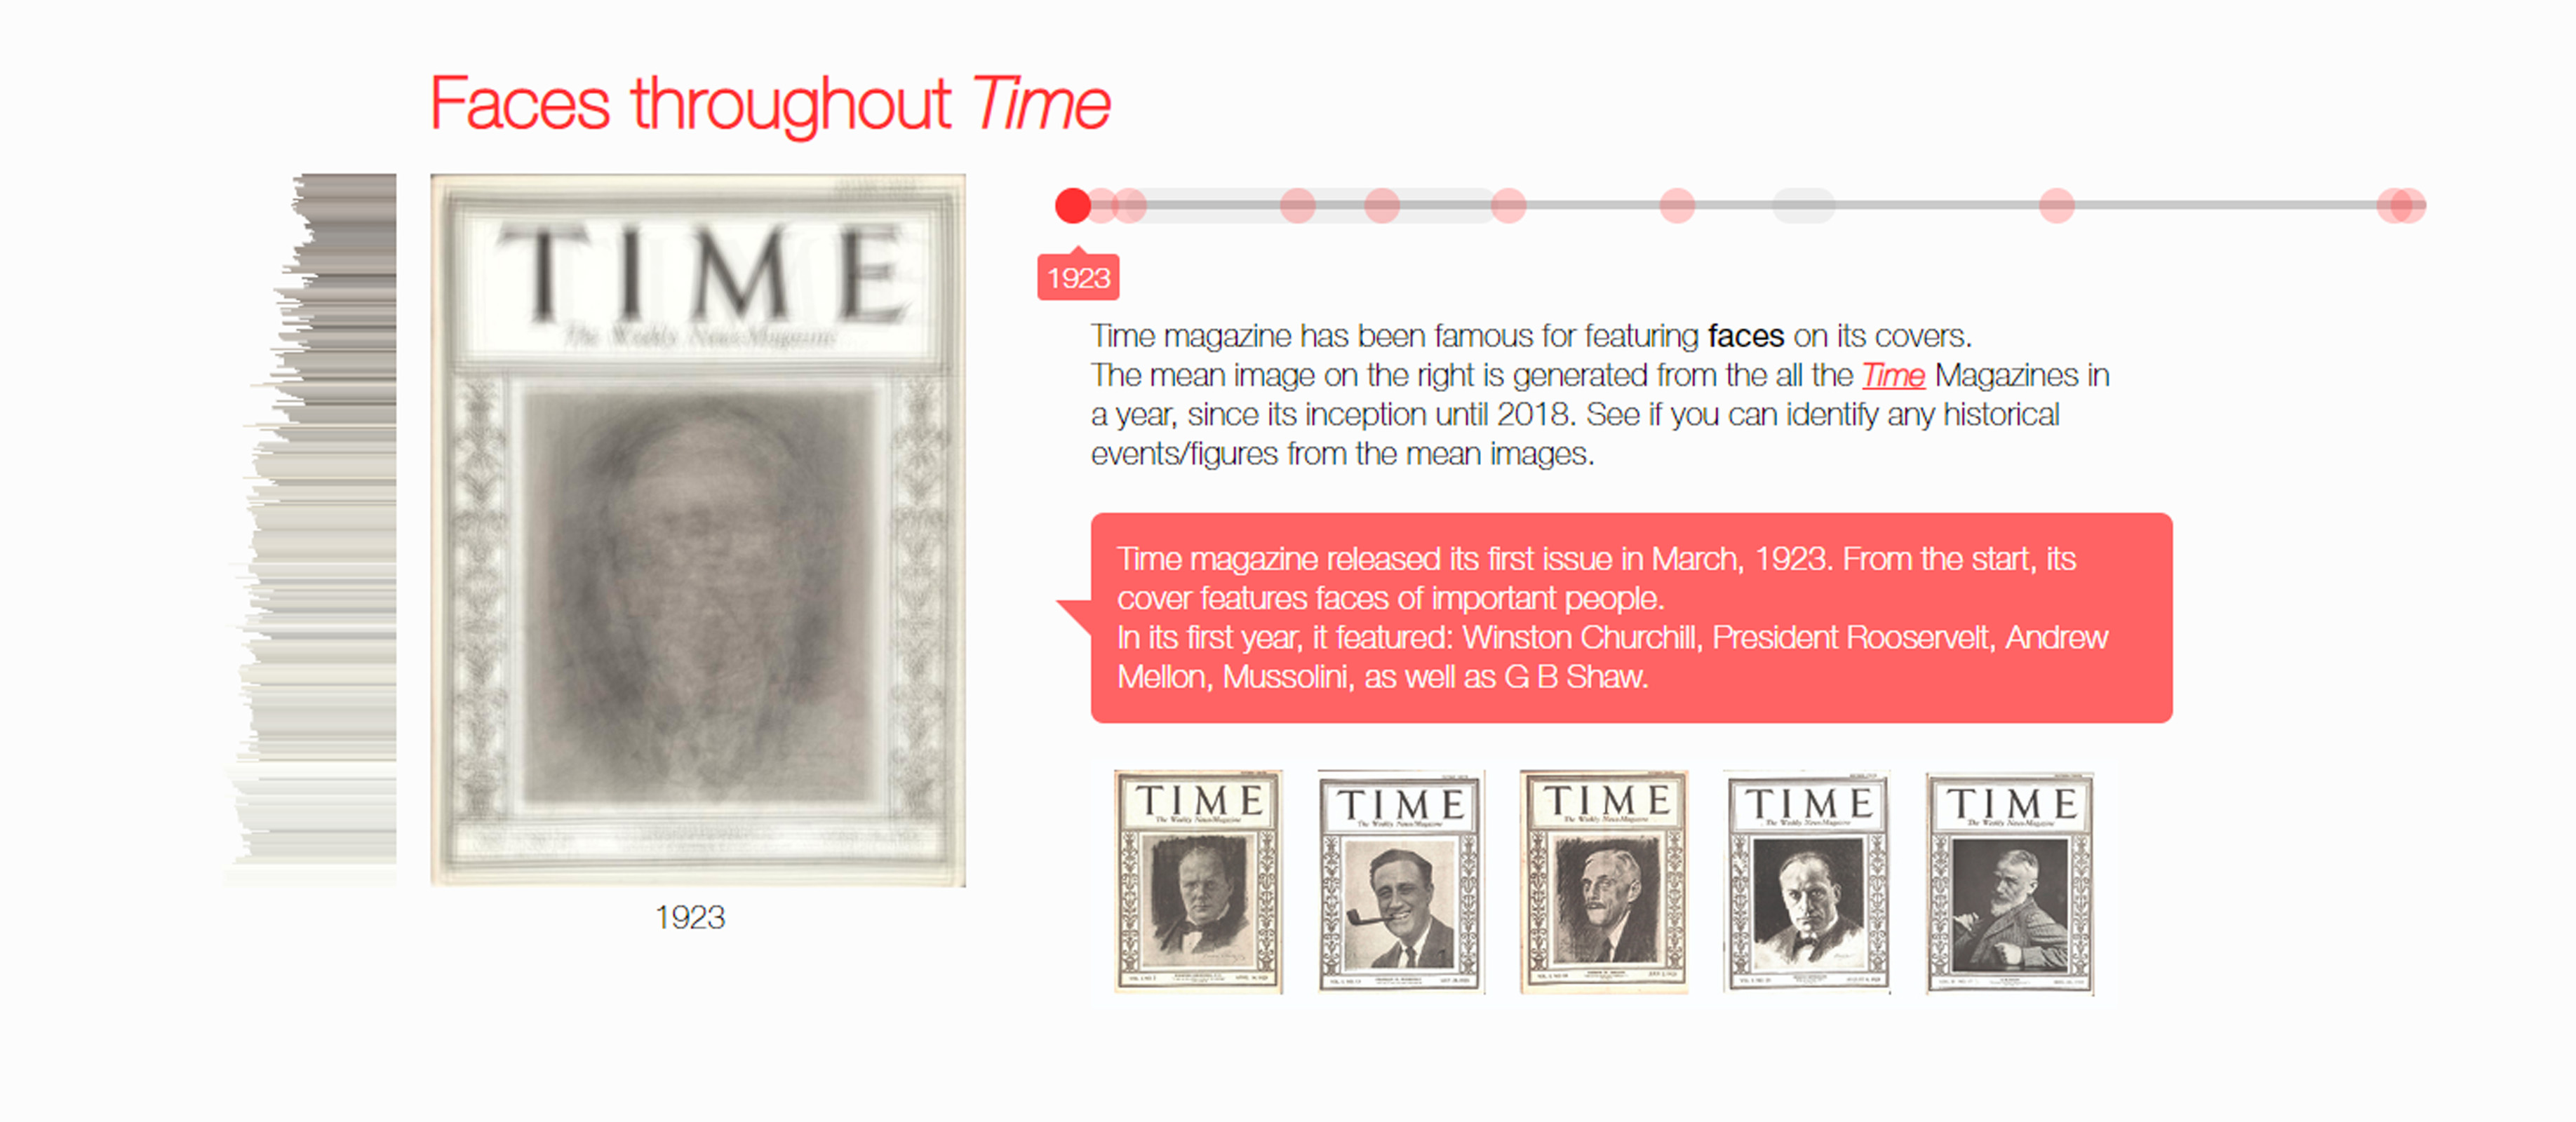 Faces throughout Time
TIME
The Weekly News-Magazine
1923
1923
Time magazine has been famous for featuring faces on its covers.
The mean image on the right is generated from the all the Time Magazines in
a year, since its inception until 2018. See if you can identify any historical
events/figures from the mean images.
Time magazine released its first issue in March, 1923. From the start, its
cover features faces of important people.
In its first year, it featured: Winston Churchill, President Rooservelt, Andrew
Mellon, Mussolini, as well as G B Shaw.
TIME
The Weekly News-Magazine
TIME
The Weekly News-Magazine
TIME
The Weekly News-Magazine
TIME
The Weekly News-Magazine
TIME
The Weekly News-Magazine